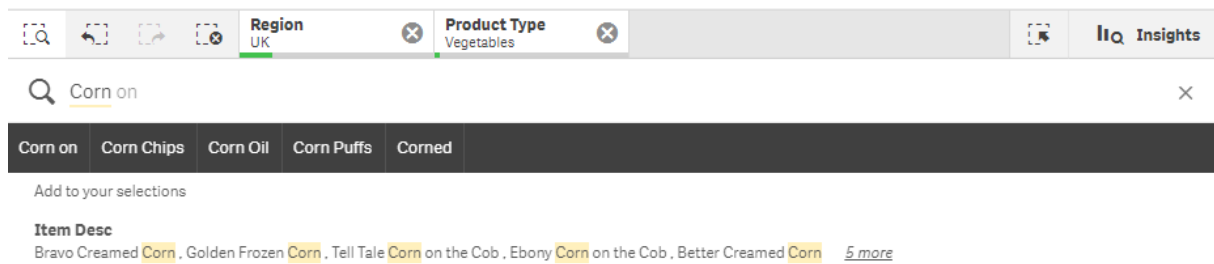 Region
UK
Product Type
Vegetables
Insights
Corn on
Corn on Corn Chips Corn Oil Corn Puffs Corned
Add to your selections
Item Desc
Bravo Creamed Corn , Golden Frozen Corn , Tell Tale Corn on the Cob , Ebony Corn on the Cob , Better Creamed Corn 5 more